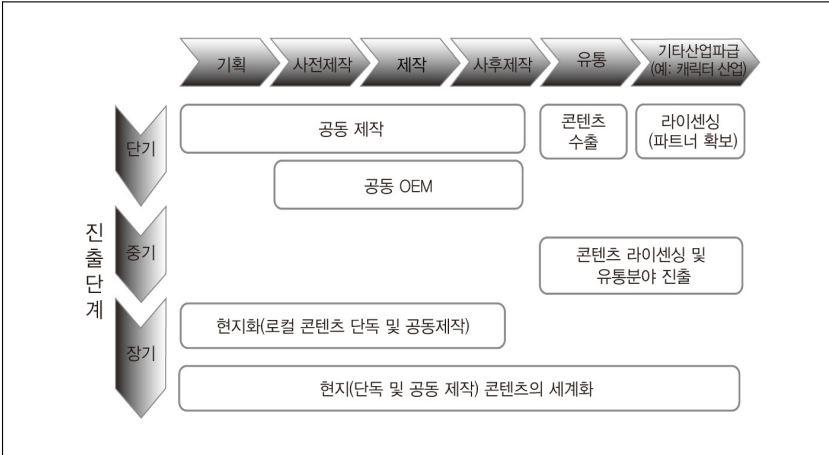 기획
사전제작
제작
사후제작
유통
기타산업파급
(예: 캐릭터 산업)
진출단계
단기
공동 제작
콘텐츠
수출
라이센싱
(파트너 확보)
공동 OEM
중기
콘텐츠 라이센싱 및
유통분야 진출
장기
현지화(로컬 콘텐츠 단독 및 공동제작)
현지(단독 및 공동 제작) 콘텐츠의 세계화